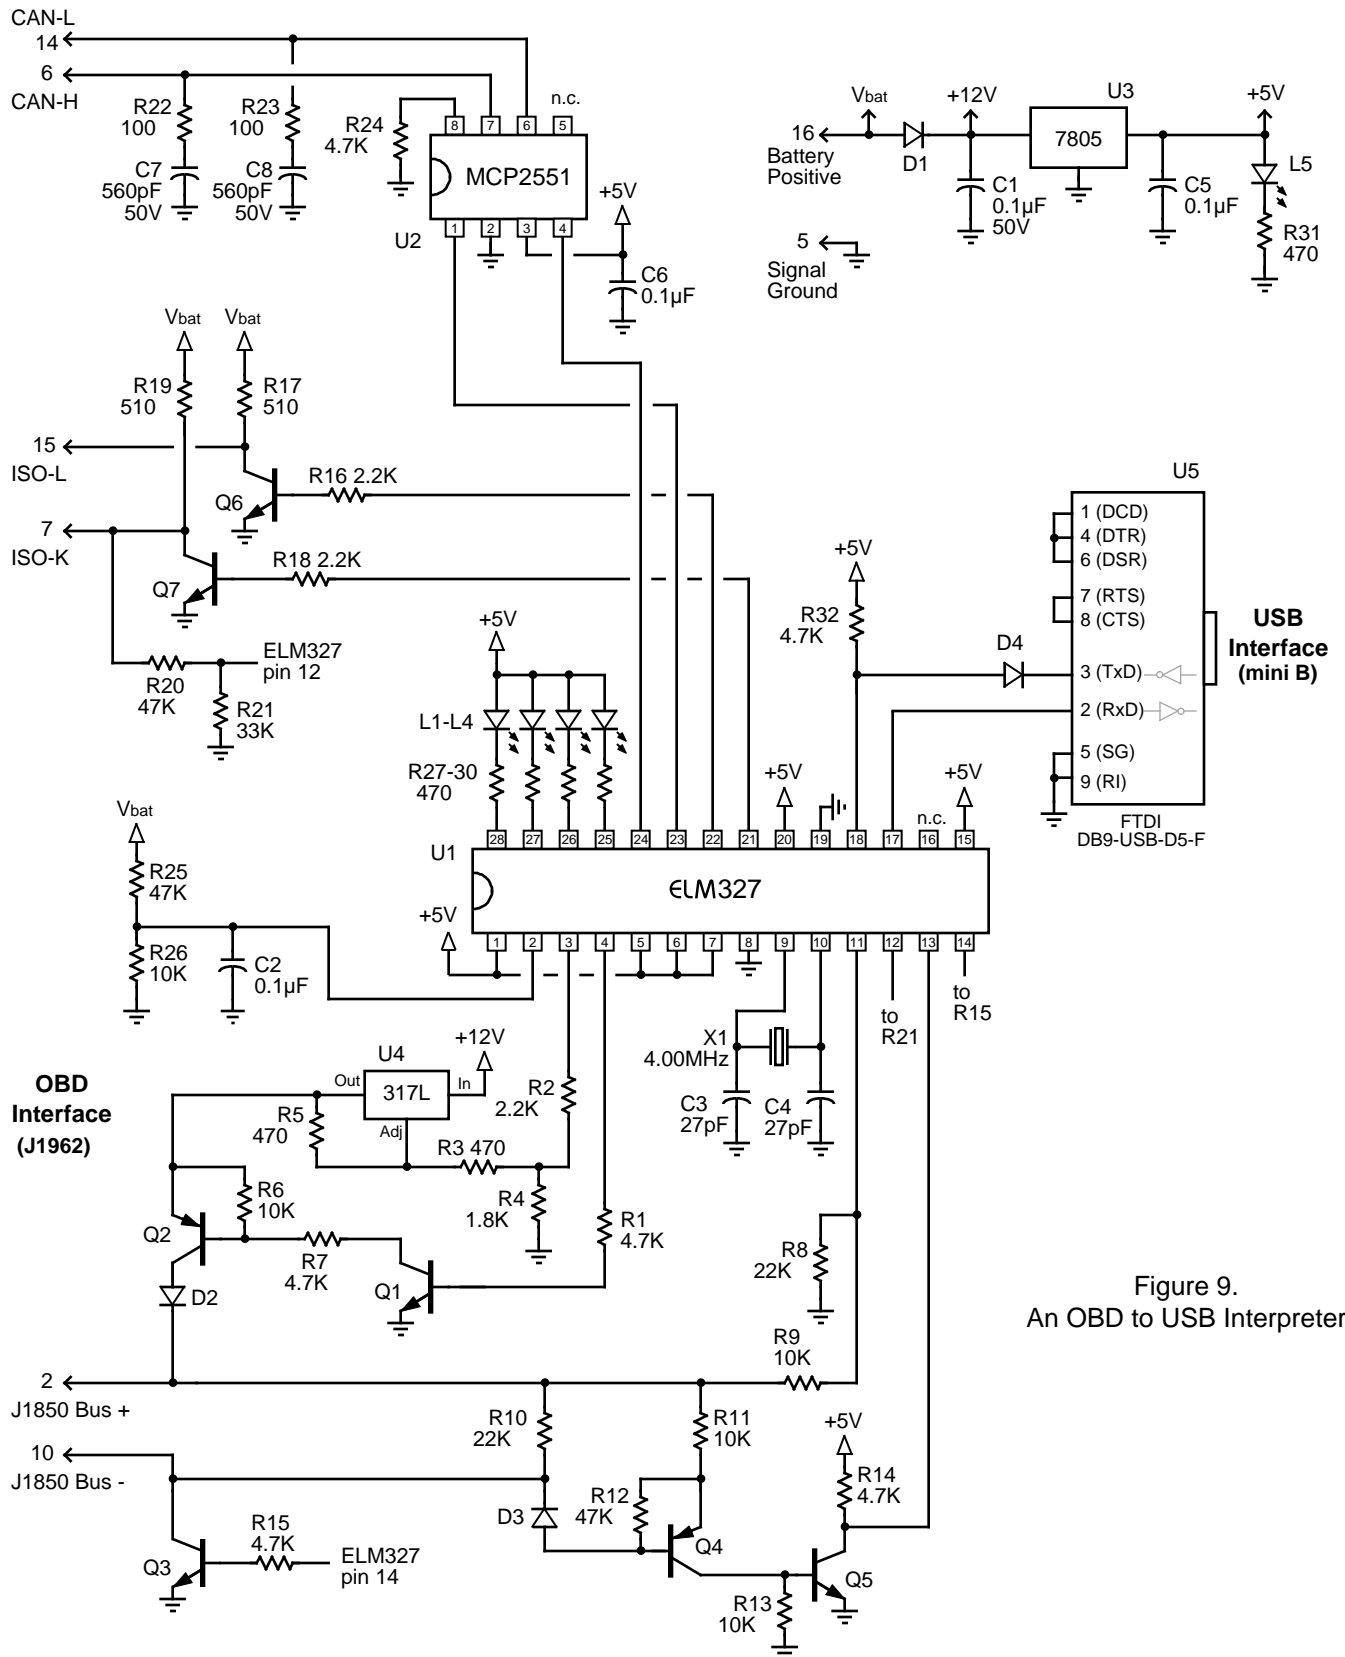 CAN-L
14
6
CAN-H
R22
100
R23
100
C7
560pF
50V
C8
560pF
50V
R24
4.7K
n.c.
8
7
6
5
MCP2551
1
2
3
4
U2
+5V
C6
0.1µF
Vbat
+12V
U3
+5V
16
Battery
Positive
D1
7805
C1
0.1µF
50V
C5
0.1µF
L5
R31
470
5
Signal
Ground
Vbat
Vbat
R19
510
R17
510
15
ISO-L
R16 2.2K
Q6
7
ISO-K
R18 2.2K
Q7
R20
47K
ELM327
pin 12
R21
33K
+5V
L1-L4
R27-30
470
+5V
R32
4.7K
D4
U5
1 (DCD)
4 (DTR)
6 (DSR)
7 (RTS)
8 (CTS)
3 (TxD)
2 (RxD)
5 (SG)
9 (RI)
USB
Interface
(mini B)
FTDI
DB9-USB-D5-F
+5V
n.c.
+5V
Vbat
R25
47K
R26
10K
C2
0.1µF
U1
28
27
26
25
24
23
22
21
20
19
18
17
16
15
ELM327
+5V
1
2
3
4
5
6
7
8
9
10
11
12
13
14
to
R21
to
R15
X1
4.00MHz
C3
27pF
C4
27pF
OBD
Interface
(J1962)
U4
+12V
Out
317L
In
Adj
R5
470
R2
2.2K
R3 470
R4
1.8K
R1
4.7K
R6
10K
Q2
R7
4.7K
Q1
D2
R8
22K
R9
10K
Figure 9.
An OBD to USB Interpreter
2
J1850 Bus +
10
J1850 Bus -
R10
22K
R11
10K
+5V
R14
4.7K
D3
R12
47K
Q4
R15
4.7K
ELM327
pin 14
Q3
R13
10K
Q5